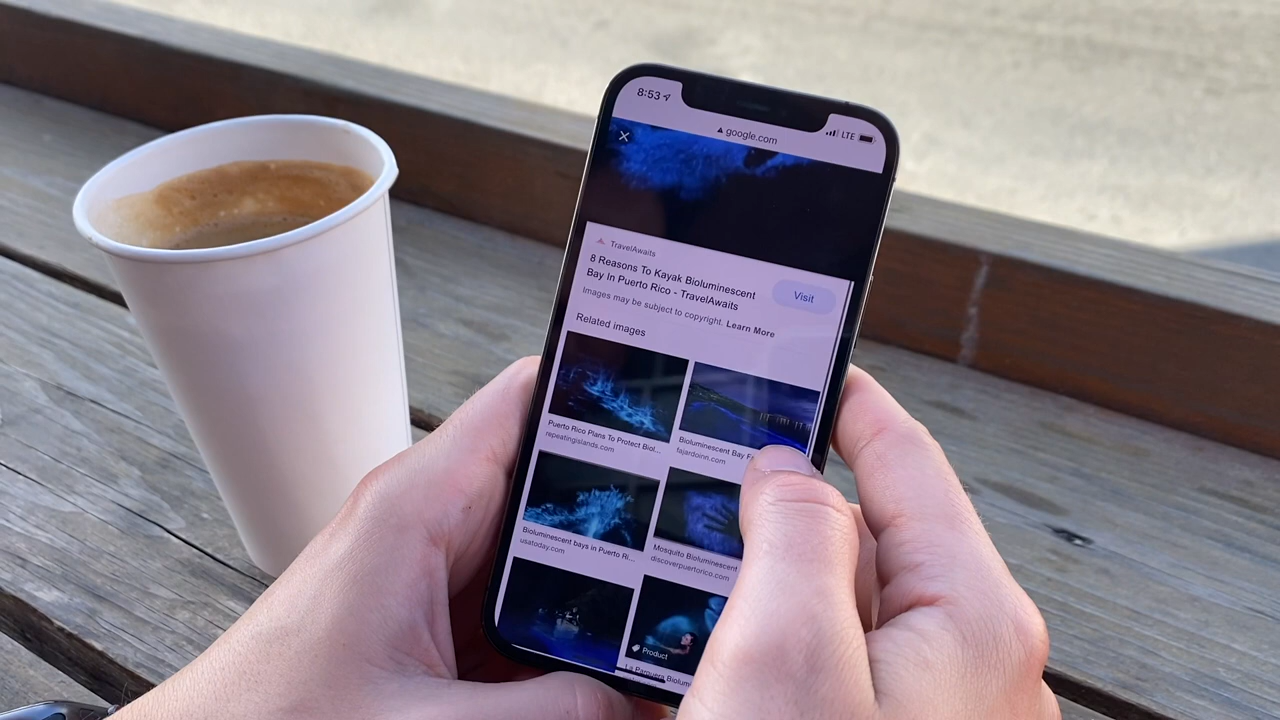 8:53
LTE
google.com
TravelAwaits
8 Reasons To Kayak Bioluminescent
Bay In Puerto Rico - TravelAwaits
Visit
Images may be subject to copyright. Learn More
Related images
Puerto Rico Plans To Protect Biol...
repeatingislands.com
Bioluminescent Bay
fajardoinn.com
Bioluminescent bays in Puerto Ri...
usatoday.com
Mosquito Bioluminescent
discoverpuertorico.com
Product